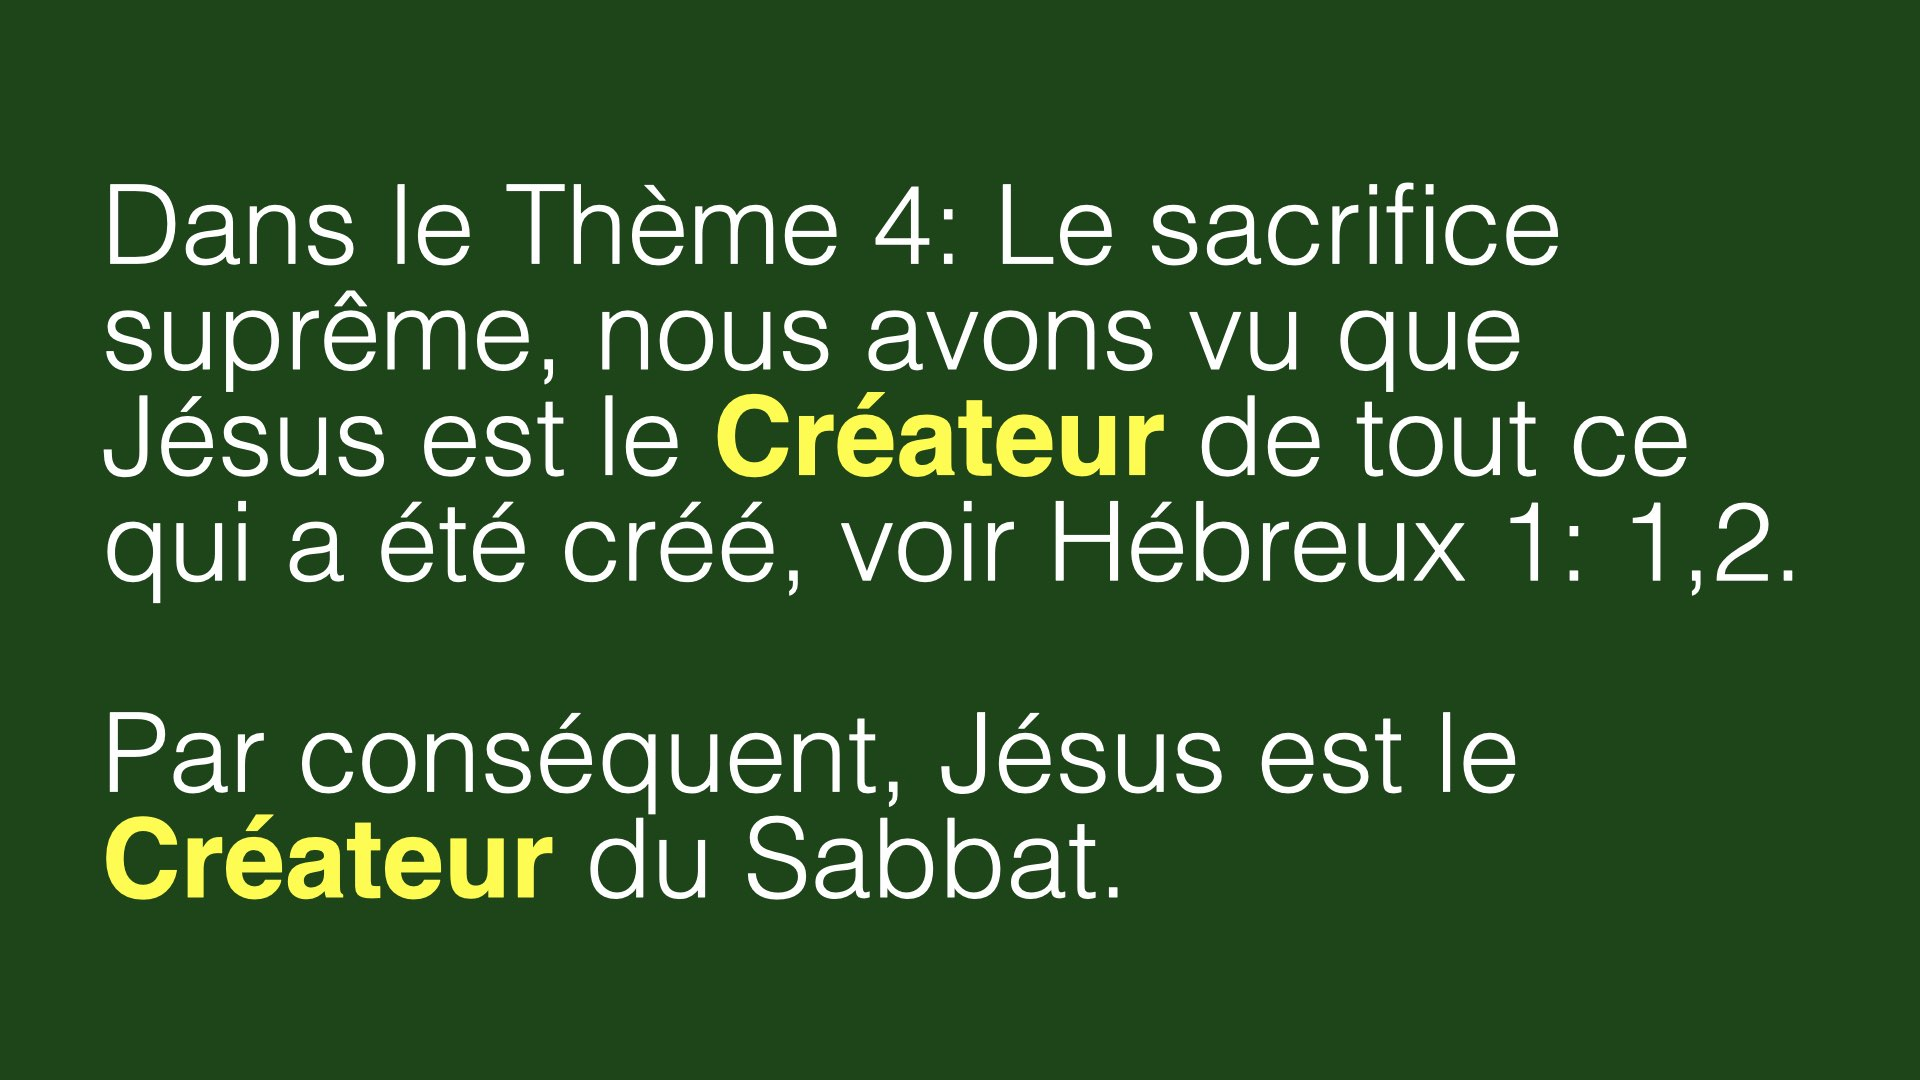 Dans le Thème 4: Le sacrifice
suprême, nous avons vu que
Jésus est le Créateur de tout ce
qui a été créé, voir Hébreux 1: 1,2.
Par conséquent, Jésus est le
Créateur du Sabbat.